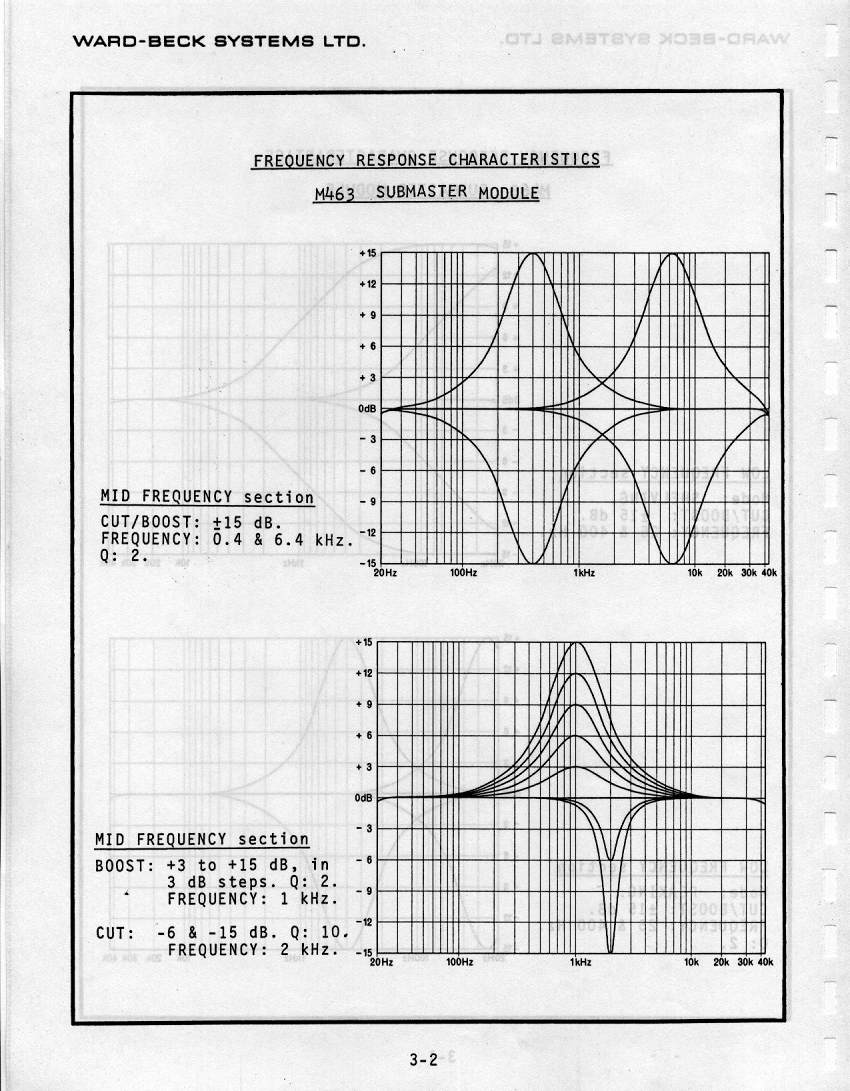 WARD-BECK SYSTEMS LTD.
FREQUENCY RESPONSE CHARACTERISTICS
M463 SUBMASTER MODULE
+15
+12
+ 9
+ 6
+ 3
0dB
- 3
- 6
- 9
-12
-15
20Hz 100Hz 1kHz 10k 20k 30k 40k
MID FREQUENCY section
CUT/BOOST: ±15 dB.
FREQUENCY: 0.4 & 6.4 kHz.
Q: 2.
+15
+12
+ 9
+ 6
+ 3
0dB
- 3
- 6
- 9
-12
-15
20Hz 100Hz 1kHz 10k 20k 30k 40k
MID FREQUENCY section
BOOST: +3 to +15 dB, in
3 dB steps. Q: 2.
FREQUENCY: 1 kHz.
CUT: -6 & -15 dB. Q: 10.
FREQUENCY: 2 kHz.
3-2